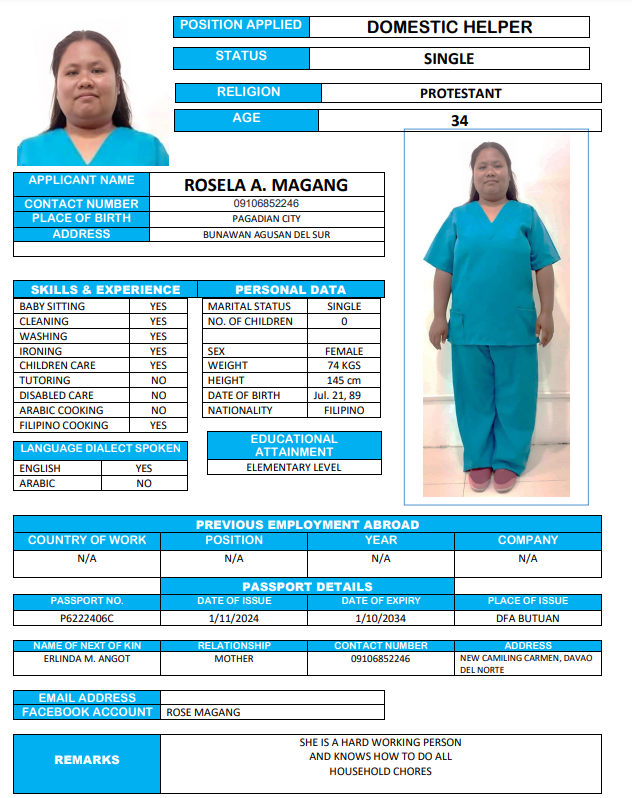 POSITION APPLIED DOMESTIC HELPER
STATUS SINGLE
RELIGION PROTESTANT
AGE 34
APPLICANT NAME ROSELA A. MAGANG
CONTACT NUMBER 09106852246
PLACE OF BIRTH PAGADIAN CITY
ADDRESS BUNAWAN AGUSAN DEL SUR
SKILLS & EXPERIENCE PERSONAL DATA
BABY SITTING YES MARITAL STATUS SINGLE
CLEANING YES NO. OF CHILDREN 0
WASHING YES
IRONING YES SEX FEMALE
CHILDREN CARE YES WEIGHT 74 KGS
TUTORING NO HEIGHT 145 cm
DISABLED CARE NO DATE OF BIRTH Jul. 21, 89
ARABIC COOKING NO NATIONALITY FILIPINO
FILIPINO COOKING YES
LANGUAGE DIALECT SPOKEN
ENGLISH YES
ARABIC NO
EDUCATIONAL
ATTAINMENT
ELEMENTARY LEVEL
PREVIOUS EMPLOYMENT ABROAD
COUNTRY OF WORK POSITION YEAR COMPANY
N/A N/A N/A N/A
PASSPORT DETAILS
PASSPORT NO. DATE OF ISSUE DATE OF EXPIRY PLACE OF ISSUE
P6222406C 1/11/2024 1/10/2034 DFA BUTUAN
NAME OF NEXT OF KIN RELATIONSHIP CONTACT NUMBER ADDRESS
ERLINDA M. ANGOT MOTHER 09106852246 NEW CAMILING CARMEN, DAVAO
DEL NORTE
EMAIL ADDRESS
FACEBOOK ACCOUNT ROSE MAGANG
REMARKS
SHE IS A HARD WORKING PERSON
AND KNOWS HOW TO DO ALL
HOUSEHOLD CHORES